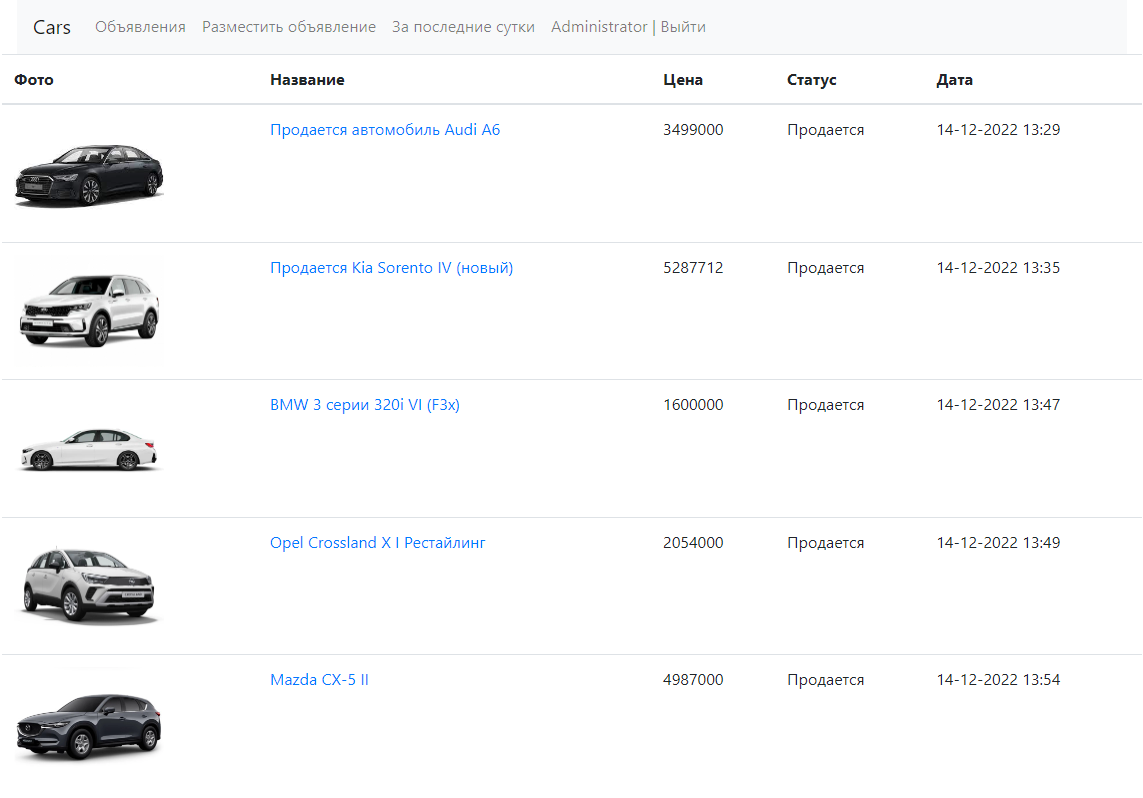 Cars Объявления Разместить объявление За последние сутки Administrator | Выйти
Фото Название Цена Статус Дата
Продается автомобиль Audi A6 3499000 Продается 14-12-2022 13:29
Продается Kia Sorento IV (новый) 5287712 Продается 14-12-2022 13:35
BMW 3 серии 320i VI (F3x) 1600000 Продается 14-12-2022 13:47
Opel Crossland X I Рестайлинг 2054000 Продается 14-12-2022 13:49
Mazda CX-5 II 4987000 Продается 14-12-2022 13:54